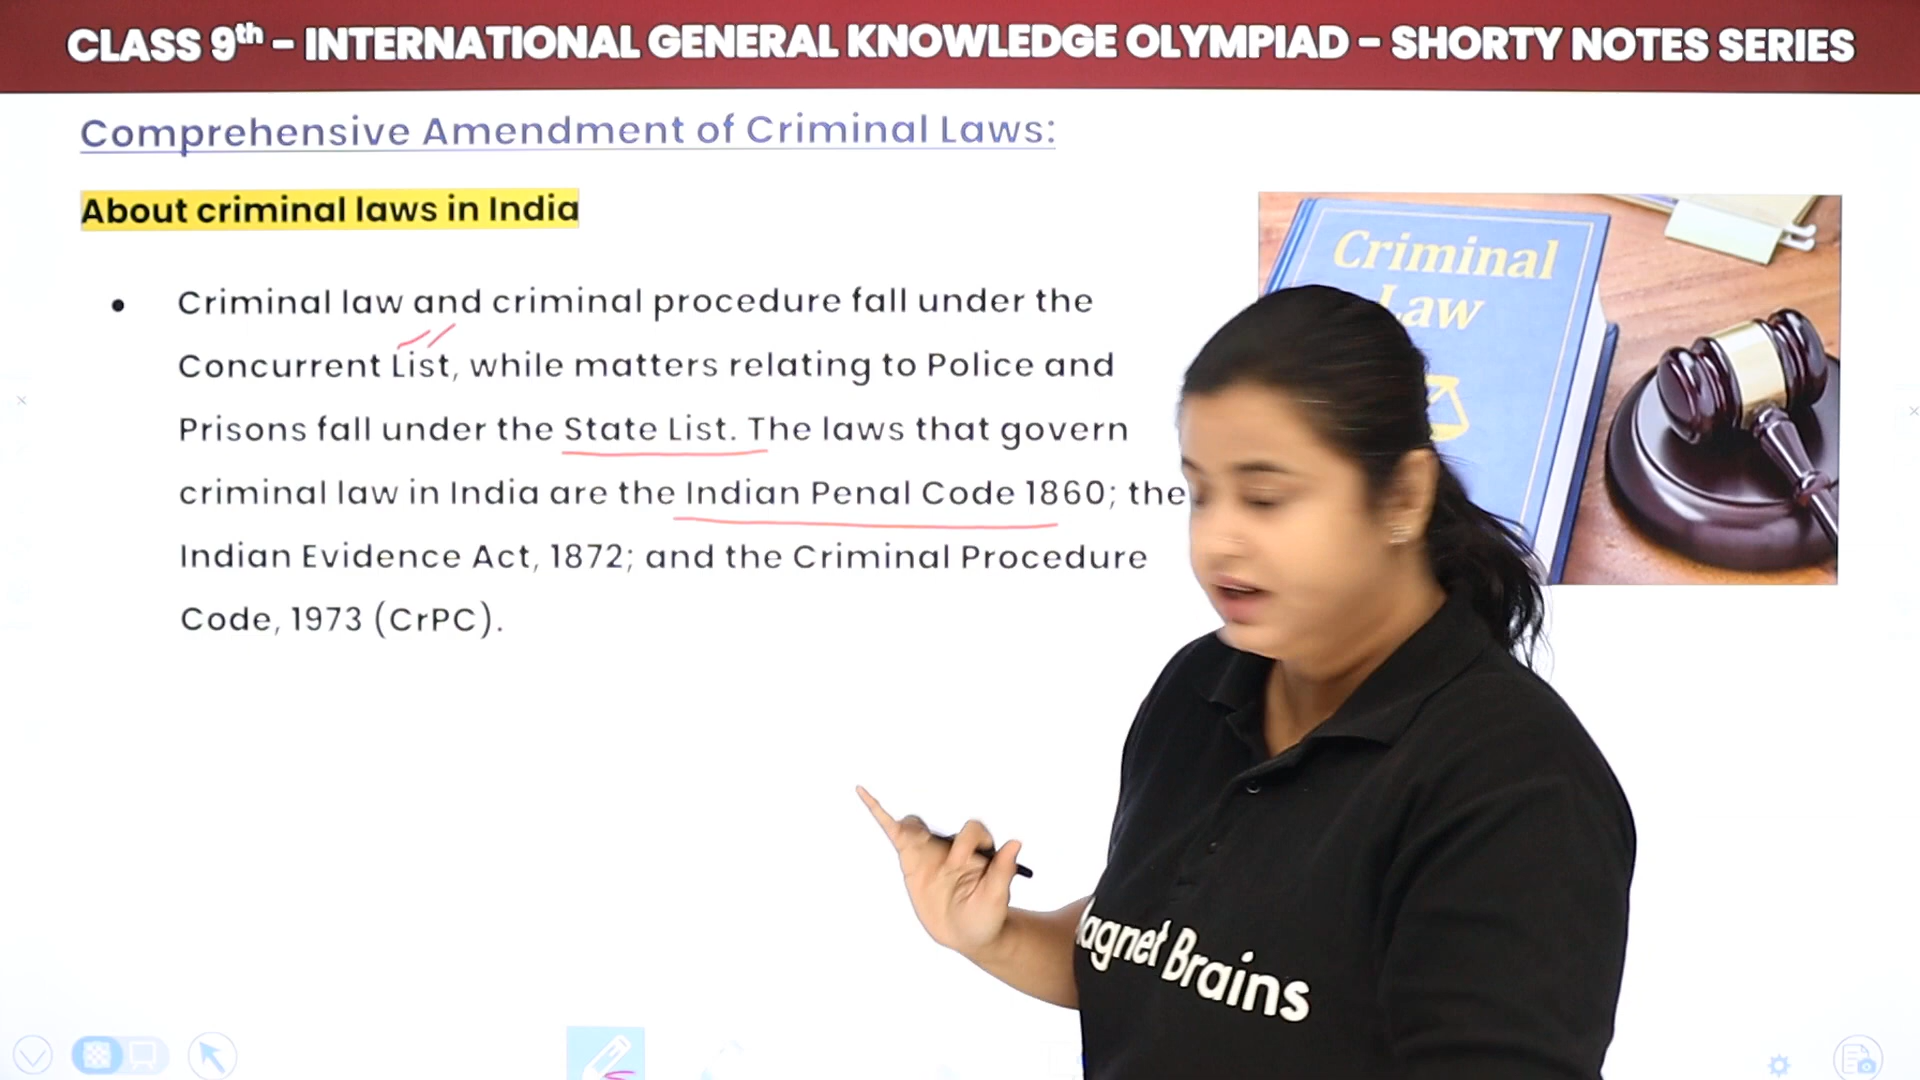 CLASS 9th – INTERNATIONAL GENERAL KNOWLEDGE OLYMPIAD – SHORTY NOTES SERIES
Comprehensive Amendment of Criminal Laws:
About criminal laws in India
• Criminal law and criminal procedure fall under the
Concurrent List, while matters relating to Police and
Prisons fall under the State List. The laws that govern
criminal law in India are the Indian Penal Code 1860; the
Indian Evidence Act, 1872; and the Criminal Procedure
Code, 1973 (CrPC).
Criminal
Law
Magnet Brains